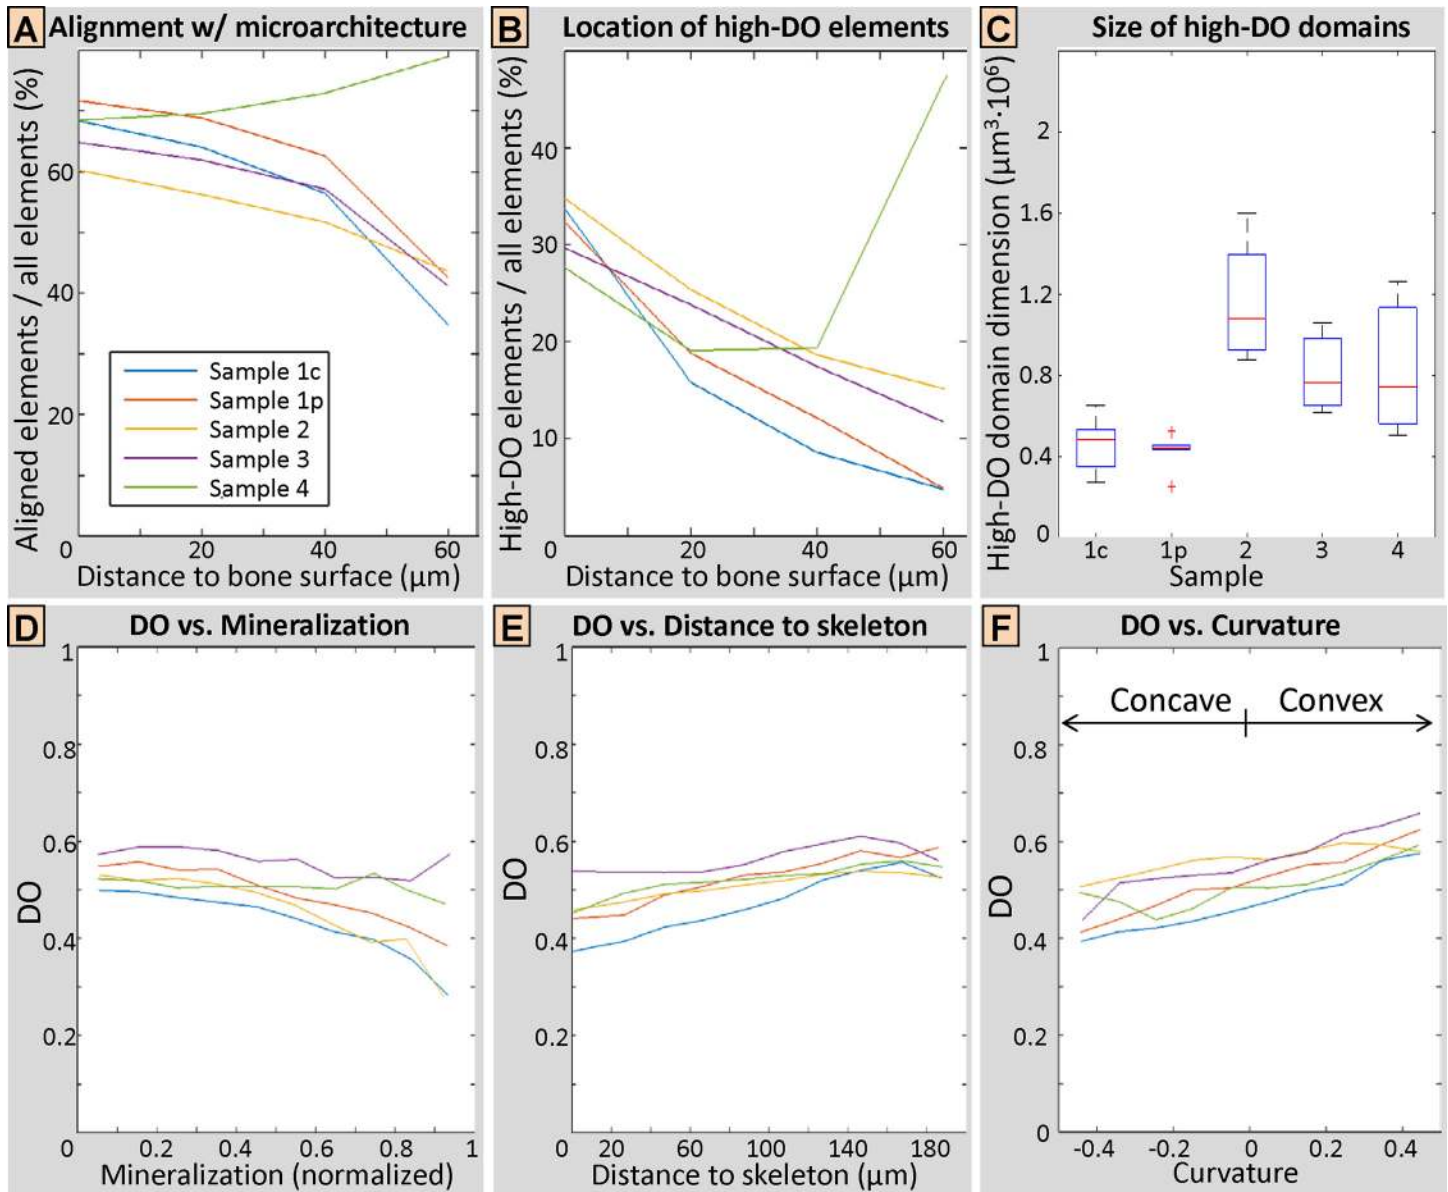 A Alignment w/ microarchitecture
Aligned elements / all elements (%)
60
40
20
0 20 40 60
Distance to bone surface (μm)
Sample 1c
Sample 1p
Sample 2
Sample 3
Sample 4
B Location of high-DO elements
High-DO elements / all elements (%)
40
30
20
10
0 20 40 60
Distance to bone surface (μm)
C Size of high-DO domains
High-DO domain dimension (μm³·10⁶)
2
1.6
1.2
0.8
0.4
0
1c 1p 2 3 4
Sample
D DO vs. Mineralization
DO
1
0.8
0.6
0.4
0.2
0 0.2 0.4 0.6 0.8 1
Mineralization (normalized)
E DO vs. Distance to skeleton
DO
1
0.8
0.6
0.4
0.2
0 20 60 100 140 180
Distance to skeleton (μm)
F DO vs. Curvature
DO
1
Concave Convex
0.8
0.6
0.4
0.2
0
-0.4 -0.2 0 0.2 0.4
Curvature